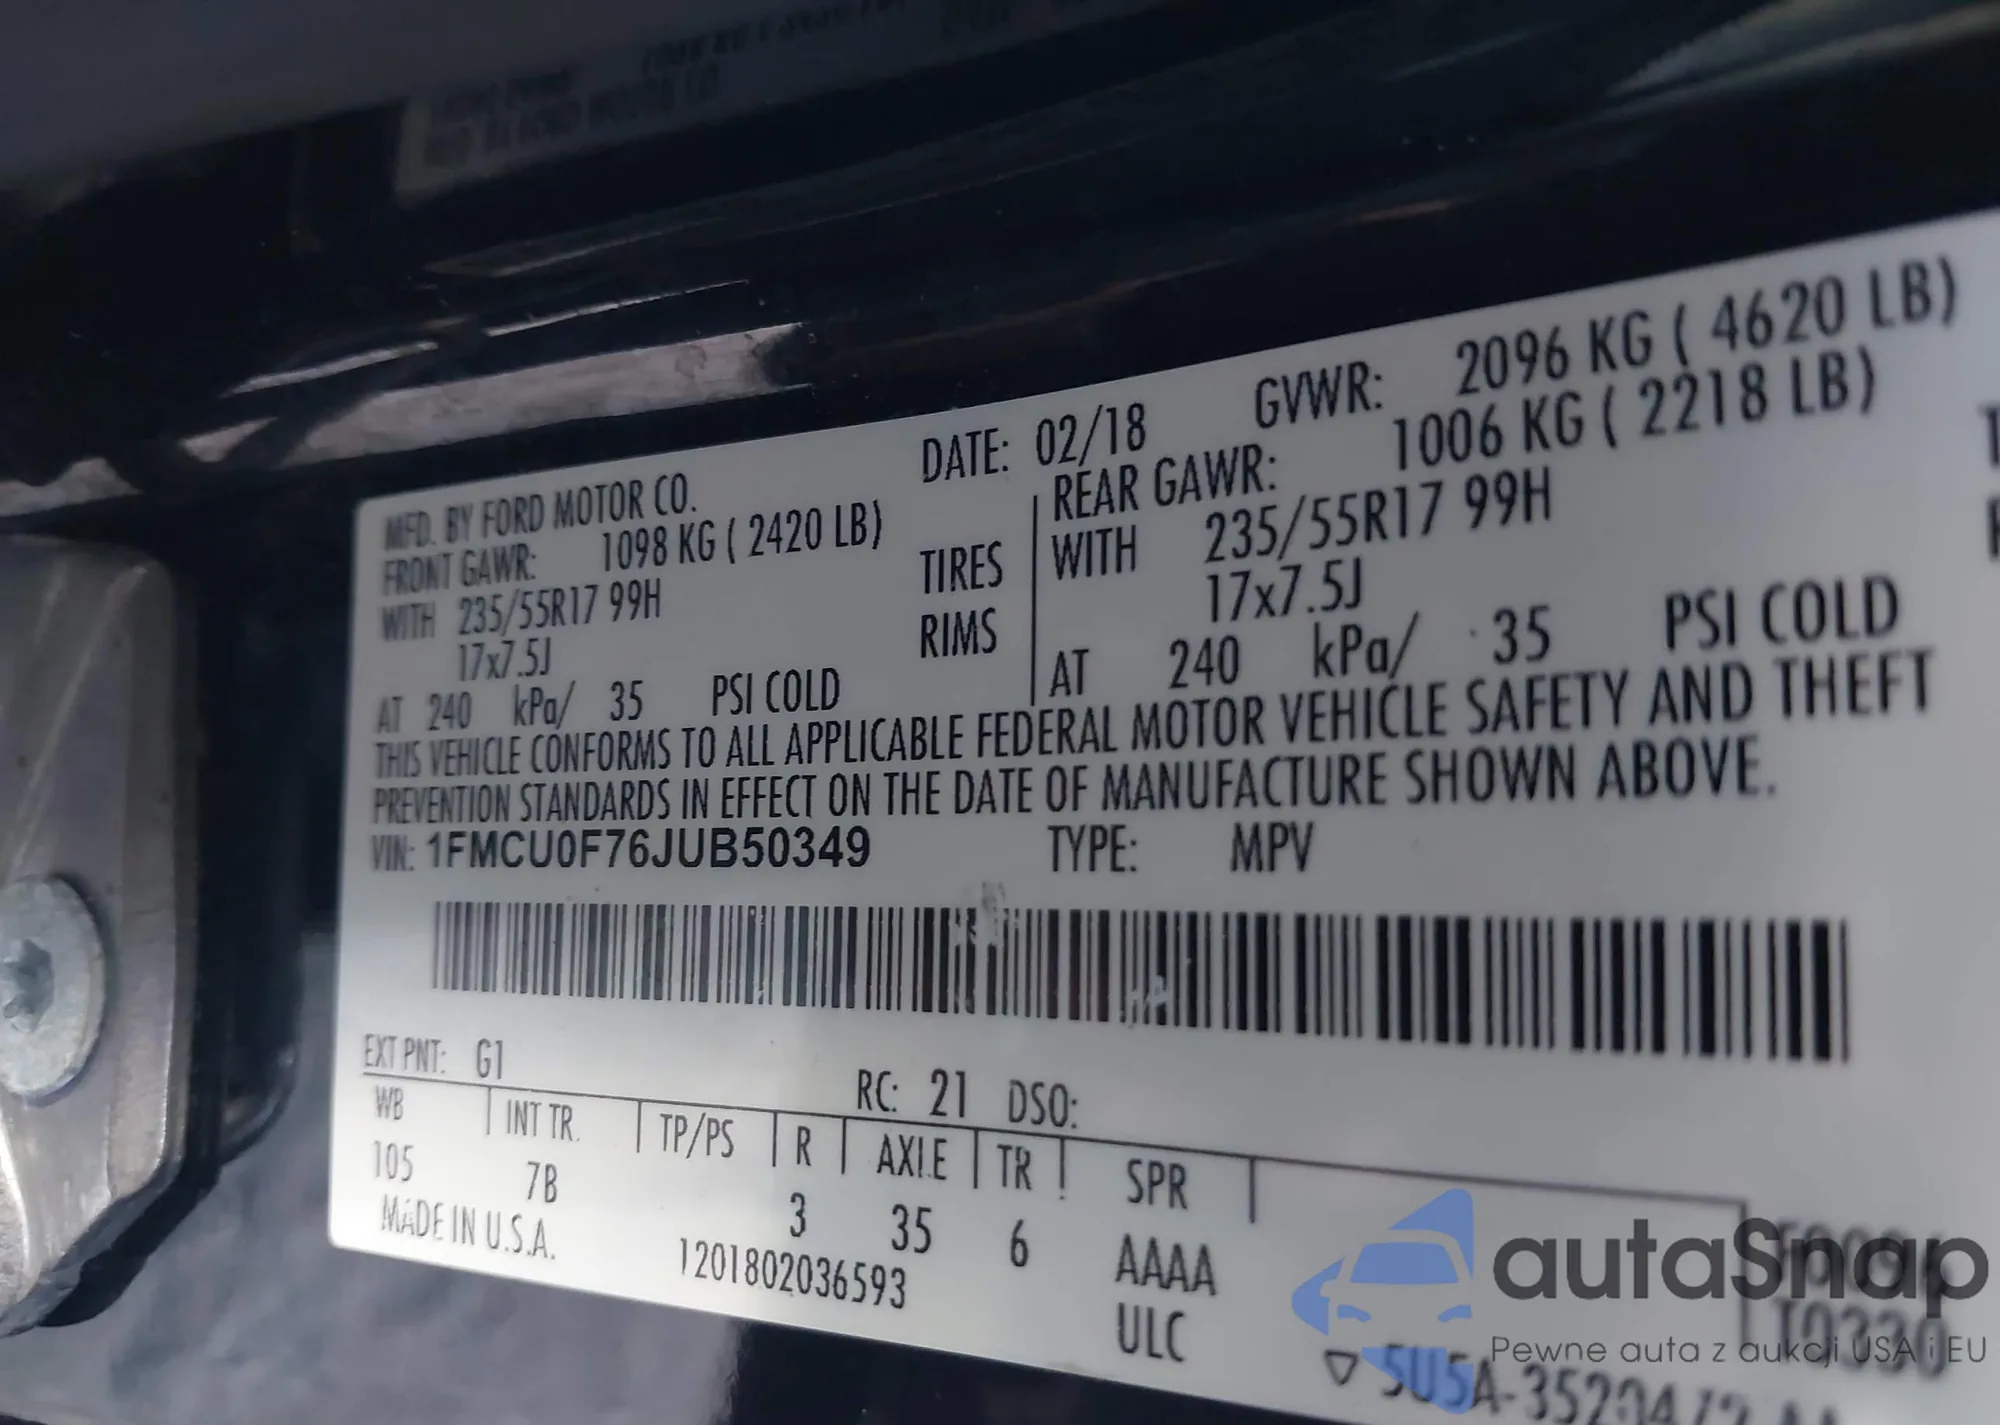 MFD. BY FORD MOTOR CO.
DATE: 02/18
GVWR: 2096 KG ( 4620 LB)
FRONT GAWR: 1098 KG ( 2420 LB)
REAR GAWR: 1006 KG ( 2218 LB)
WITH 235/55R17 99H
TIRES
WITH 235/55R17 99H
17x7.5J
RIMS
17x7.5J
AT 240 kPa/ 35 PSI COLD
AT 240 kPa/ 35 PSI COLD
THIS VEHICLE CONFORMS TO ALL APPLICABLE FEDERAL MOTOR VEHICLE SAFETY AND THEFT
PREVENTION STANDARDS IN EFFECT ON THE DATE OF MANUFACTURE SHOWN ABOVE.
VIN: 1FMCU0F76JUB50349 TYPE: MPV
EXT PNT: G1 RC: 21 DSO:
WB INT TR. TP/PS R AXLE TR SPR
105 7B 3 35 6 AAAA
MADE IN U.S.A. 1201802036593 ULC
autaSnap
Pewne auta z aukcji USA i EU